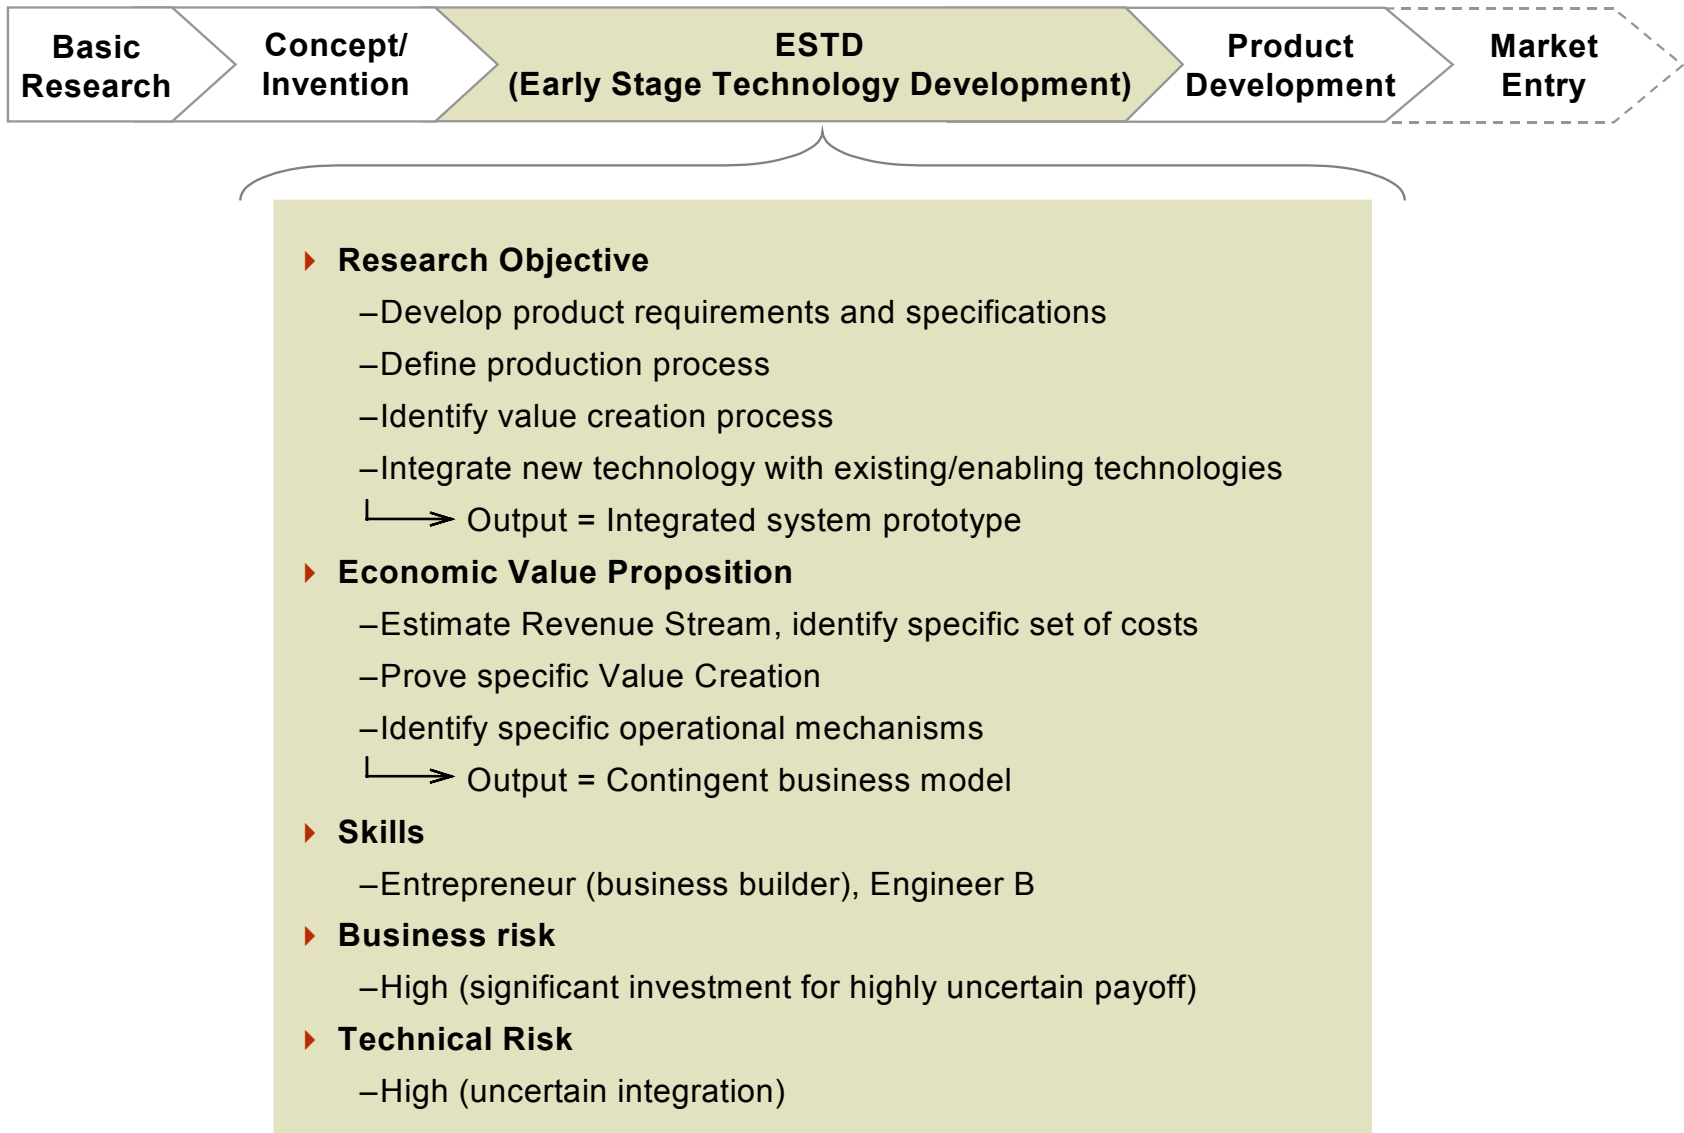 Basic
Research
Concept/
Invention
ESTD
(Early Stage Technology Development)
Product
Development
Market
Entry
Research Objective
–Develop product requirements and specifications
–Define production process
–Identify value creation process
–Integrate new technology with existing/enabling technologies
Output = Integrated system prototype
Economic Value Proposition
–Estimate Revenue Stream, identify specific set of costs
–Prove specific Value Creation
–Identify specific operational mechanisms
Output = Contingent business model
Skills
–Entrepreneur (business builder), Engineer B
Business risk
–High (significant investment for highly uncertain payoff)
Technical Risk
–High (uncertain integration)